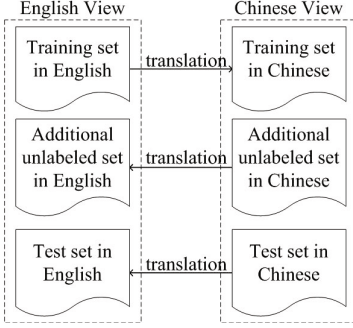 English View
Chinese View
Training set
in English
translation
Training set
in Chinese
Additional
unlabeled set
in English
translation
Additional
unlabeled set
in Chinese
Test set in
English
translation
Test set in
Chinese